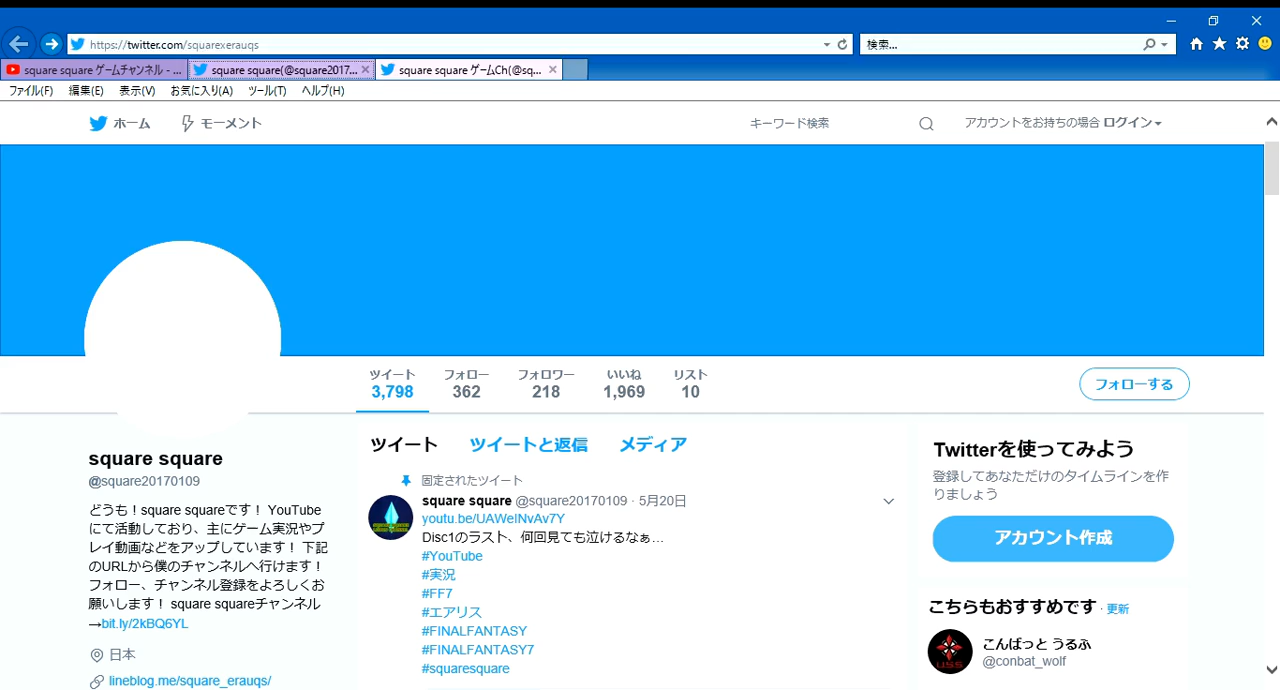 https://twitter.com/squarexerauqs
検索...
square square ゲームチャンネル - ...
square square(@square2017...
square square ゲームCh(@sq...
ファイル(F) 編集(E) 表示(V) お気に入り(A) ツール(T) ヘルプ(H)
ホーム モーメント キーワード検索 アカウントをお持ちの場合 ログイン
ツイート フォロー フォロワー いいね リスト
3,798 362 218 1,969 10
フォローする
square square
@square20170109
どうも！square squareです！ YouTube
にて活動しており、主にゲーム実況やプ
レイ動画などをアップしています！ 下記
のURLから僕のチャンネルへ行けます！
フォロー、チャンネル登録をよろしくお
願いします！ square squareチャンネル
→bit.ly/2kBQ6YL
日本
lineblog.me/square_erauqs/
ツイート ツイートと返信 メディア
固定されたツイート
square square @square20170109 · 5月20日
youtu.be/UAWeINvAv7Y
Disc1のラスト、何回見ても泣けるなぁ…
#YouTube
#実況
#FF7
#エアリス
#FINALFANTASY
#FINALFANTASY7
#squaresquare
Twitterを使ってみよう
登録してあなただけのタイムラインを作
りましょう
アカウント作成
こちらもおすすめです · 更新
こんばっと うるふ
@conbat_wolf
U.S.S